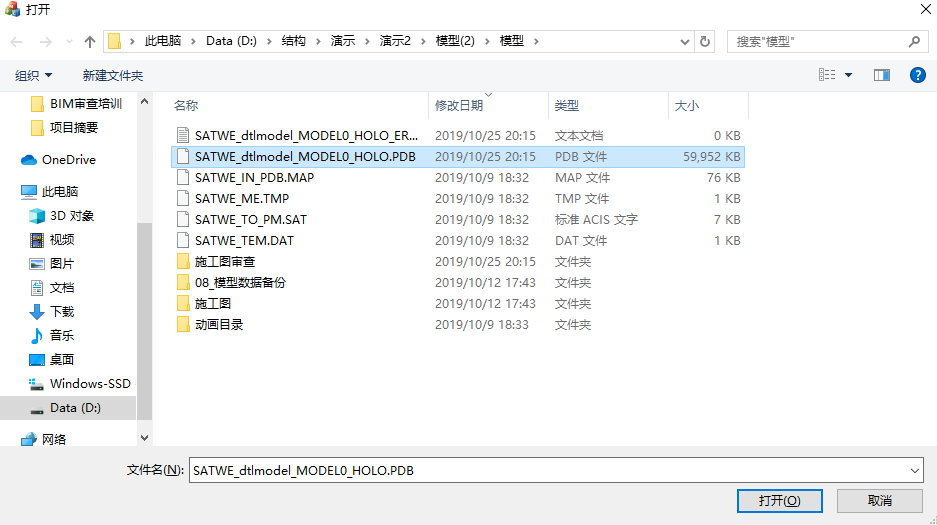 打开
此电脑 › Data (D:) › 结构 › 演示 › 演示2 › 模型(2) › 模型 ›
搜索"模型"
组织 新建文件夹
BIM审查培训
项目摘要
OneDrive
此电脑
3D 对象
视频
图片
文档
下载
音乐
桌面
Windows-SSD
Data (D:)
网络
名称 修改日期 类型 大小
SATWE_dtlmodel_MODEL0_HOLO_ER... 2019/10/25 20:15 文本文档 0 KB
SATWE_dtlmodel_MODEL0_HOLO.PDB 2019/10/25 20:15 PDB 文件 59,952 KB
SATWE_IN_PDB.MAP 2019/10/9 18:32 MAP 文件 76 KB
SATWE_ME.TMP 2019/10/9 18:32 TMP 文件 1 KB
SATWE_TO_PM.SAT 2019/10/9 18:32 标准 ACIS 文字 7 KB
SATWE_TEM.DAT 2019/10/9 18:32 DAT 文件 1 KB
施工图审查 2019/10/25 20:15 文件夹
08_模型数据备份 2019/10/12 17:43 文件夹
施工图 2019/10/12 17:43 文件夹
动画目录 2019/10/9 18:33 文件夹
文件名(N): SATWE_dtlmodel_MODEL0_HOLO.PDB
打开(O) 取消